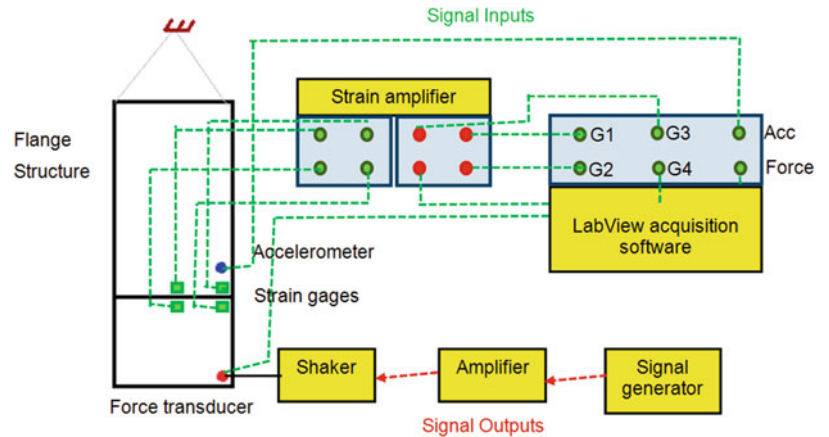 Signal Inputs
Strain amplifier
Flange
Structure
G1
G3
Acc
G2
G4
Force
LabView acquisition
software
Accelerometer
Strain gages
Shaker
Amplifier
Signal
generator
Force transducer
Signal Outputs